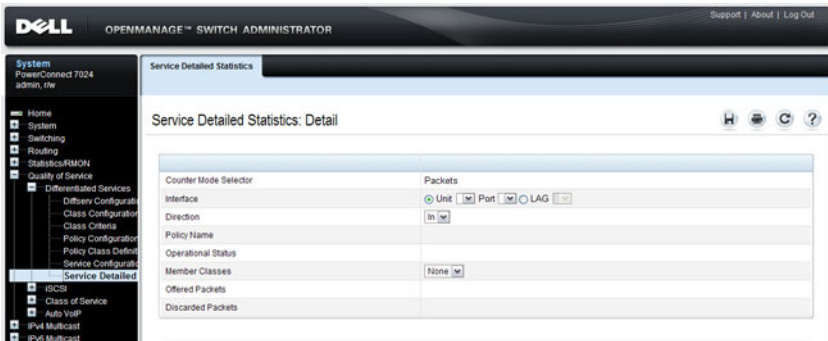 Support | About | Log Out
DELL OPENMANAGE™ SWITCH ADMINISTRATOR
System
PowerConnect 7024
admin, r/w
Service Detailed Statistics
Home
System
Switching
Routing
Statistics/RMON
Quality of Service
Differentiated Services
Diffserv Configurati
Class Configuration
Class Criteria
Policy Configuration
Policy Class Definit
Service Configuratio
Service Detailed
iSCSI
Class of Service
Auto VoIP
IPv4 Multicast
IPv6 Multicast
Service Detailed Statistics: Detail
Counter Mode Selector Packets
Interface Unit Port LAG
Direction In
Policy Name
Operational Status
Member Classes None
Offered Packets
Discarded Packets